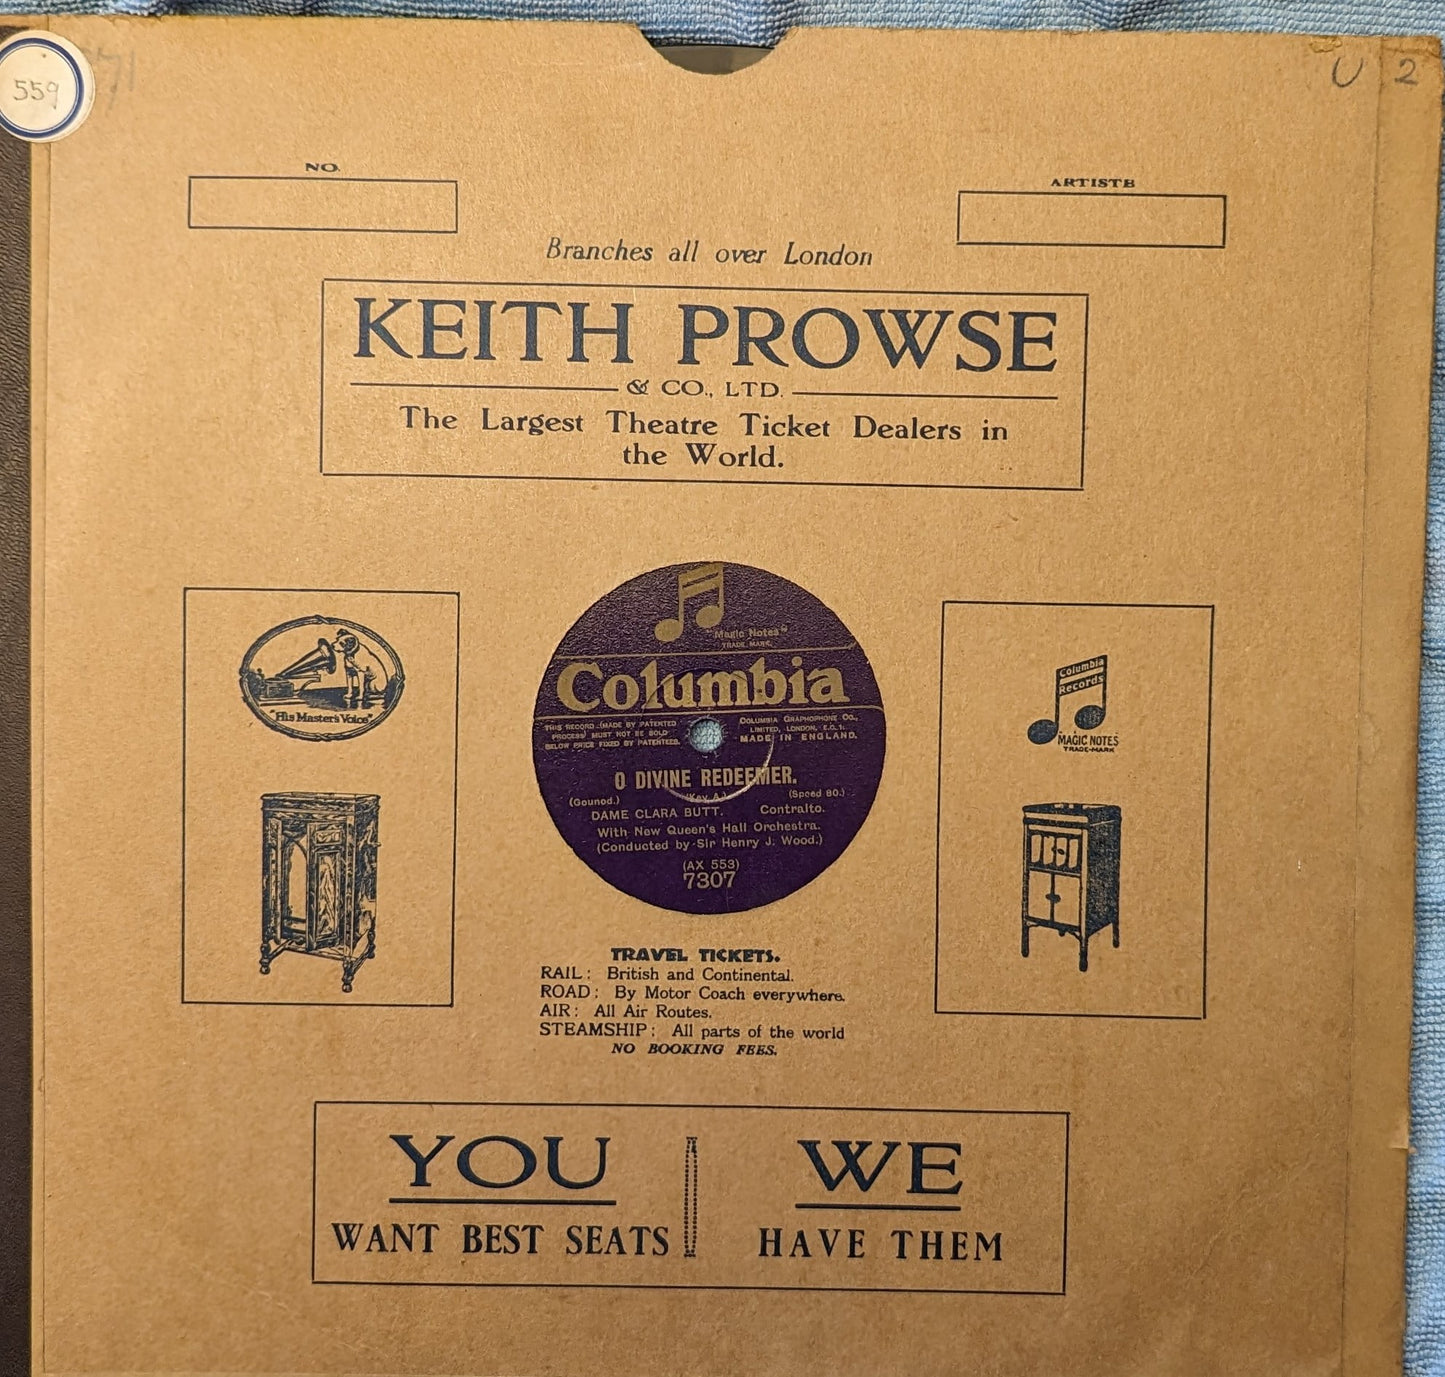 559
U 2
NO.
ARTISTE
Branches all over London
KEITH PROWSE
& CO., LTD.
The Largest Theatre Ticket Dealers in
the World.
"His Master's Voice"
"Magic Notes"
TRADE MARK.
Columbia
THIS RECORD (MADE BY PATENTED
PROCESS) MUST NOT BE SOLD
BELOW PRICE FIXED BY PATENTEES.
COLUMBIA GRAPHOPHONE CO.,
LIMITED, LONDON, E.C.1.
MADE IN ENGLAND.
O DIVINE REDEEMER.
(Gounod.) (Key A.) (Speed 80.)
DAME CLARA BUTT. Contralto.
With New Queen's Hall Orchestra.
(Conducted by Sir Henry J. Wood.)
(AX 553)
7307
Columbia
Records
MAGIC NOTES
TRADE-MARK
TRAVEL TICKETS.
RAIL: British and Continental.
ROAD: By Motor Coach everywhere.
AIR: All Air Routes.
STEAMSHIP: All parts of the world
NO BOOKING FEES.
YOU
WANT BEST SEATS
WE
HAVE THEM